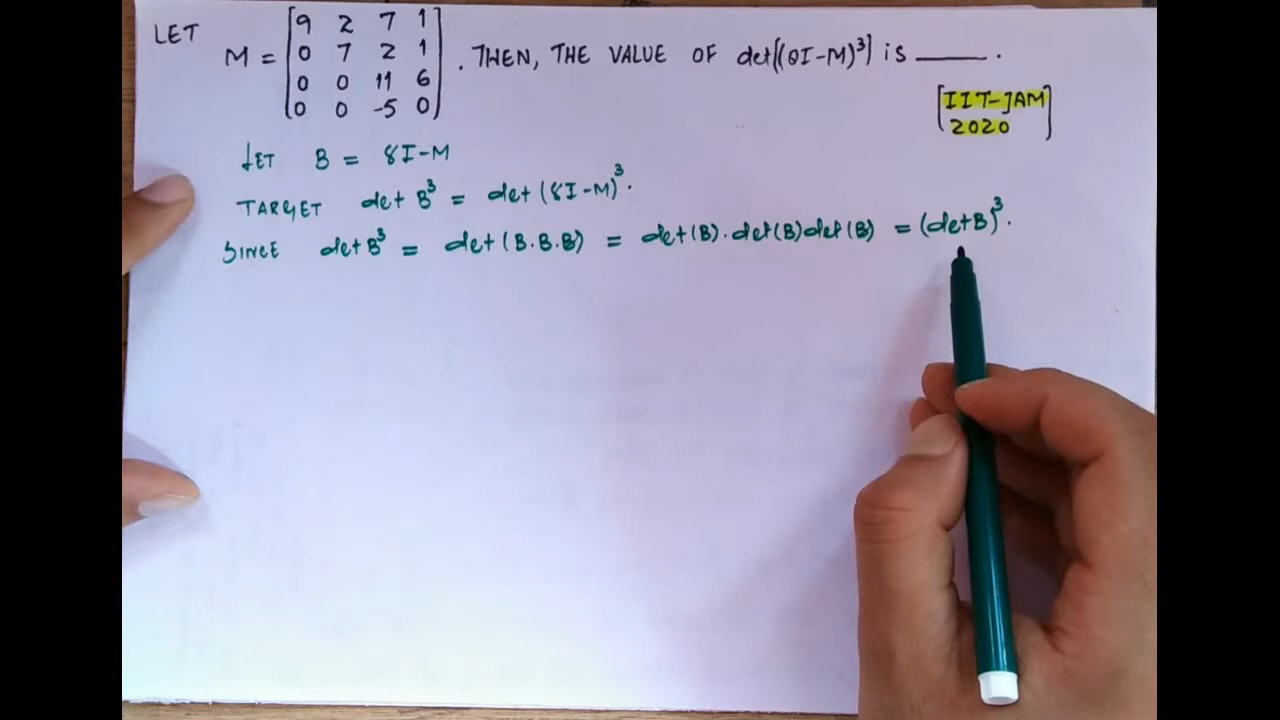 LET M = [9 2 7 1
0 7 2 1
0 0 11 6
0 0 -5 0] . THEN, THE VALUE OF det[(8I-M)³] is ____ .
[IIT-JAM
2020]
LET B = 8I-M
TARGET det B³ = det (8I-M)³.
SINCE det B³ = det (B.B.B) = det(B).det(B)det(B) = (detB)³.